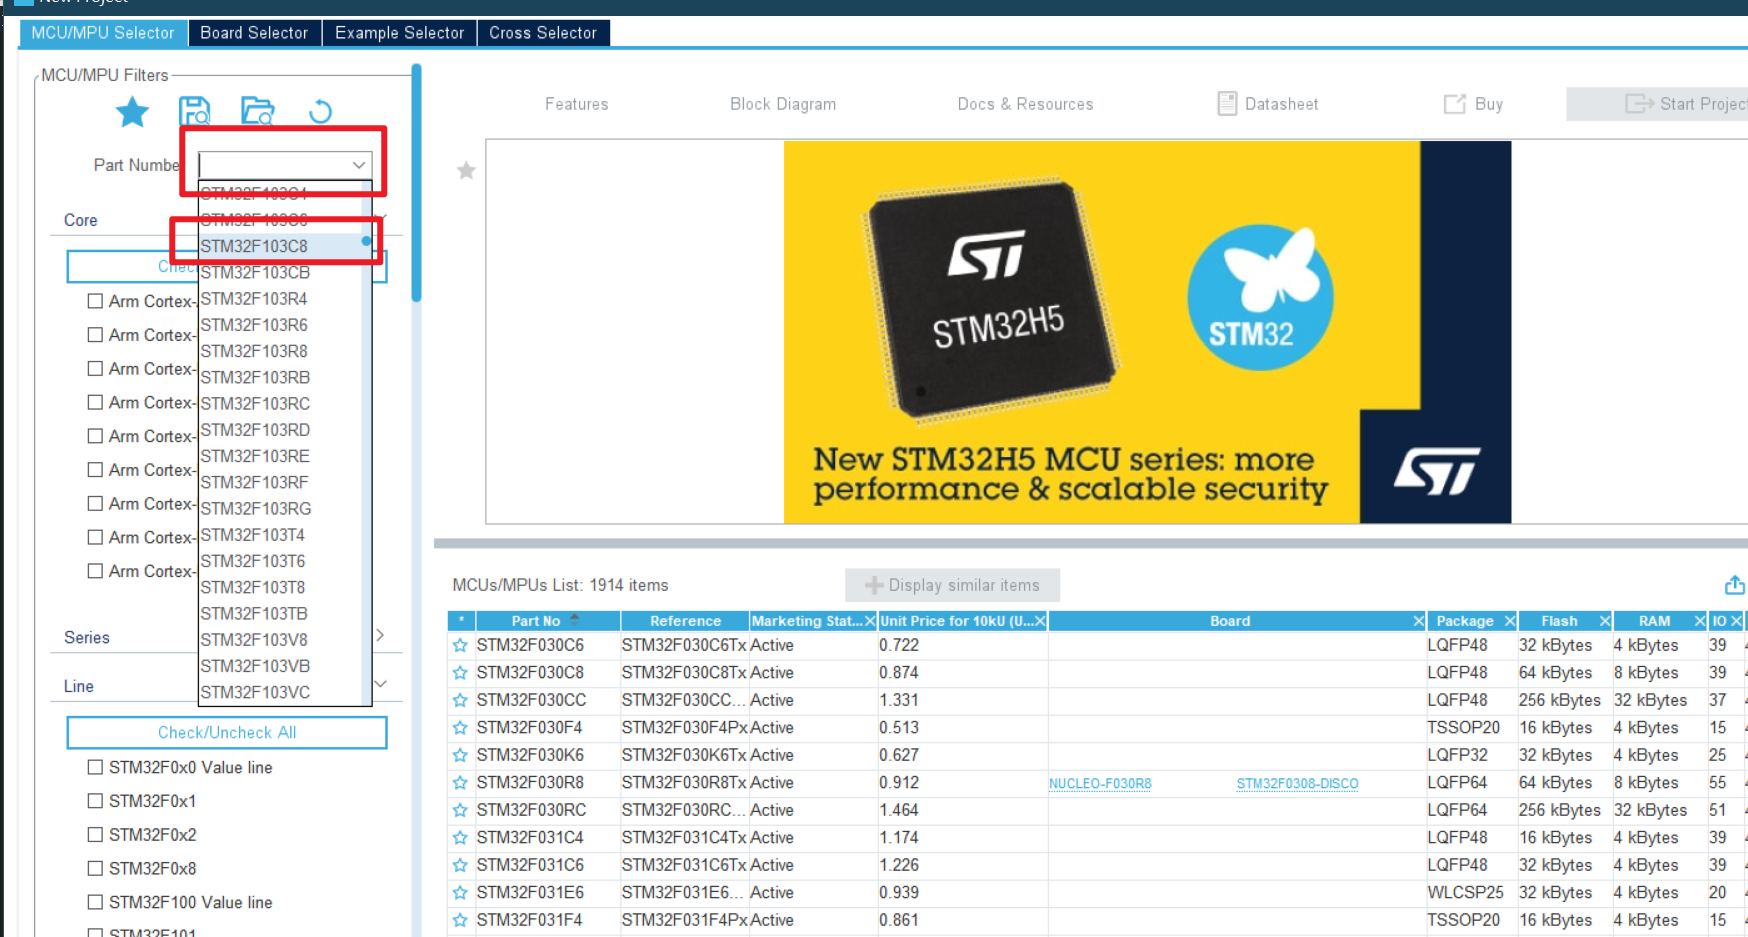 New Project
MCU/MPU Selector Board Selector Example Selector Cross Selector
MCU/MPU Filters
Part Numbe
STM32F103C4
STM32F103C6
STM32F103C8
STM32F103CB
STM32F103R4
STM32F103R6
STM32F103R8
STM32F103RB
STM32F103RC
STM32F103RD
STM32F103RE
STM32F103RF
STM32F103RG
STM32F103T4
STM32F103T6
STM32F103T8
STM32F103TB
STM32F103V8
STM32F103VB
STM32F103VC
Core
Chec
Arm Cortex-
Arm Cortex-
Arm Cortex-
Arm Cortex-
Arm Cortex-
Arm Cortex-
Arm Cortex-
Arm Cortex-
Arm Cortex-
Series
Line
Check/Uncheck All
STM32F0x0 Value line
STM32F0x1
STM32F0x2
STM32F0x8
STM32F100 Value line
STM32F101
Features Block Diagram Docs & Resources Datasheet Buy Start Projec
ST
STM32H5
STM32
New STM32H5 MCU series: more
performance & scalable security
ST
MCUs/MPUs List: 1914 items
Display similar items
* Part No Reference Marketing Stat... Unit Price for 10kU (U... Board Package Flash RAM IO
STM32F030C6 STM32F030C6Tx Active 0.722 LQFP48 32 kBytes 4 kBytes 39
STM32F030C8 STM32F030C8Tx Active 0.874 LQFP48 64 kBytes 8 kBytes 39
STM32F030CC STM32F030CC... Active 1.331 LQFP48 256 kBytes 32 kBytes 37
STM32F030F4 STM32F030F4Px Active 0.513 TSSOP20 16 kBytes 4 kBytes 15
STM32F030K6 STM32F030K6Tx Active 0.627 LQFP32 32 kBytes 4 kBytes 25
STM32F030R8 STM32F030R8Tx Active 0.912 NUCLEO-F030R8 STM32F0308-DISCO LQFP64 64 kBytes 8 kBytes 55
STM32F030RC STM32F030RC... Active 1.464 LQFP64 256 kBytes 32 kBytes 51
STM32F031C4 STM32F031C4Tx Active 1.174 LQFP48 16 kBytes 4 kBytes 39
STM32F031C6 STM32F031C6Tx Active 1.226 LQFP48 32 kBytes 4 kBytes 39
STM32F031E6 STM32F031E6... Active 0.939 WLCSP25 32 kBytes 4 kBytes 20
STM32F031F4 STM32F031F4Px Active 0.861 TSSOP20 16 kBytes 4 kBytes 15